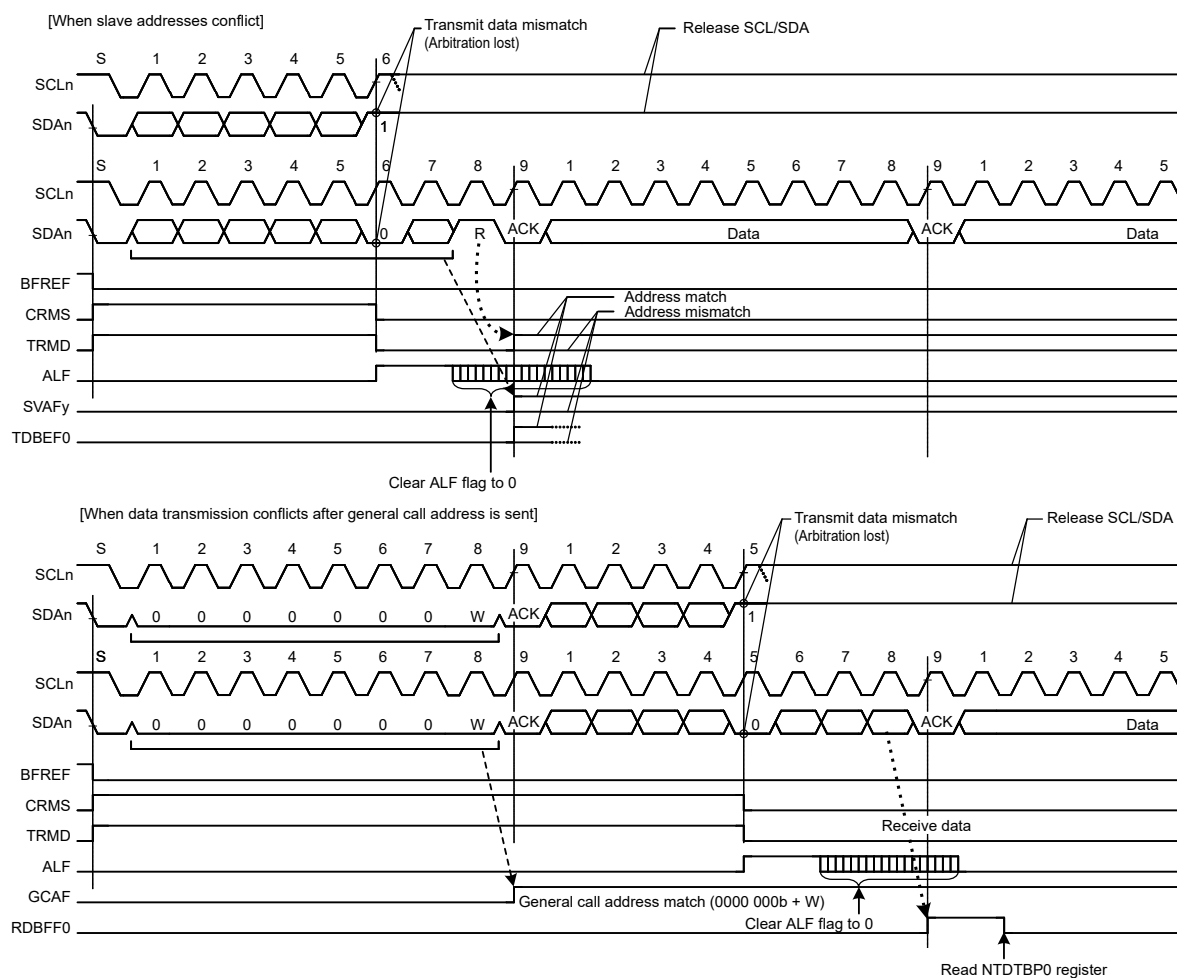 [When slave addresses conflict]
Transmit data mismatch
(Arbitration lost)
Release SCL/SDA
S 1 2 3 4 5 6
SCLn
SDAn
1
S 1 2 3 4 5 6 7 8 9 1 2 3 4 5 6 7 8 9 1 2 3 4 5
SCLn
SDAn
0 R ACK Data ACK Data
BFREF
CRMS
TRMD
ALF
SVAFy
TDBEF0
Address match
Address mismatch
Clear ALF flag to 0
[When data transmission conflicts after general call address is sent]
Transmit data mismatch
(Arbitration lost)
Release SCL/SDA
S 1 2 3 4 5 6 7 8 9 1 2 3 4 5
SCLn
SDAn
0 0 0 0 0 0 0 W ACK
1
S 1 2 3 4 5 6 7 8 9 1 2 3 4 5 6 7 8 9 1 2 3 4 5
SCLn
SDAn
0 0 0 0 0 0 0 W ACK 0 ACK Data
BFREF
CRMS
TRMD
Receive data
ALF
GCAF
General call address match (0000 000b + W)
Clear ALF flag to 0
RDBFF0
Read NTDTBP0 register